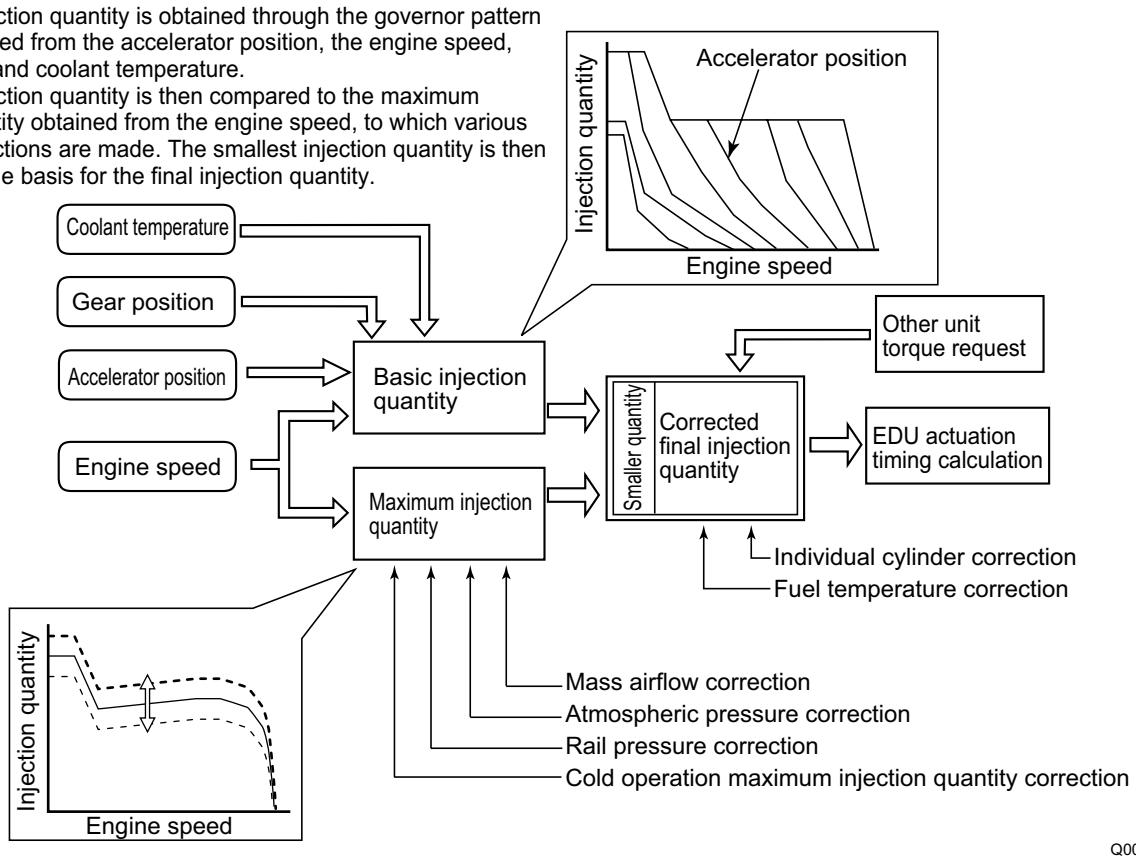 ction quantity is obtained through the governor pattern
ed from the accelerator position, the engine speed,
and coolant temperature.
ction quantity is then compared to the maximum
tity obtained from the engine speed, to which various
ctions are made. The smallest injection quantity is then
e basis for the final injection quantity.
Injection quantity
Accelerator position
Engine speed
Coolant temperature
Gear position
Accelerator position
Engine speed
Basic injection
quantity
Maximum injection
quantity
Smaller quantity
Corrected
final injection
quantity
Other unit
torque request
EDU actuation
timing calculation
Individual cylinder correction
Fuel temperature correction
Mass airflow correction
Atmospheric pressure correction
Rail pressure correction
Cold operation maximum injection quantity correction
Injection quantity
Engine speed
Q00